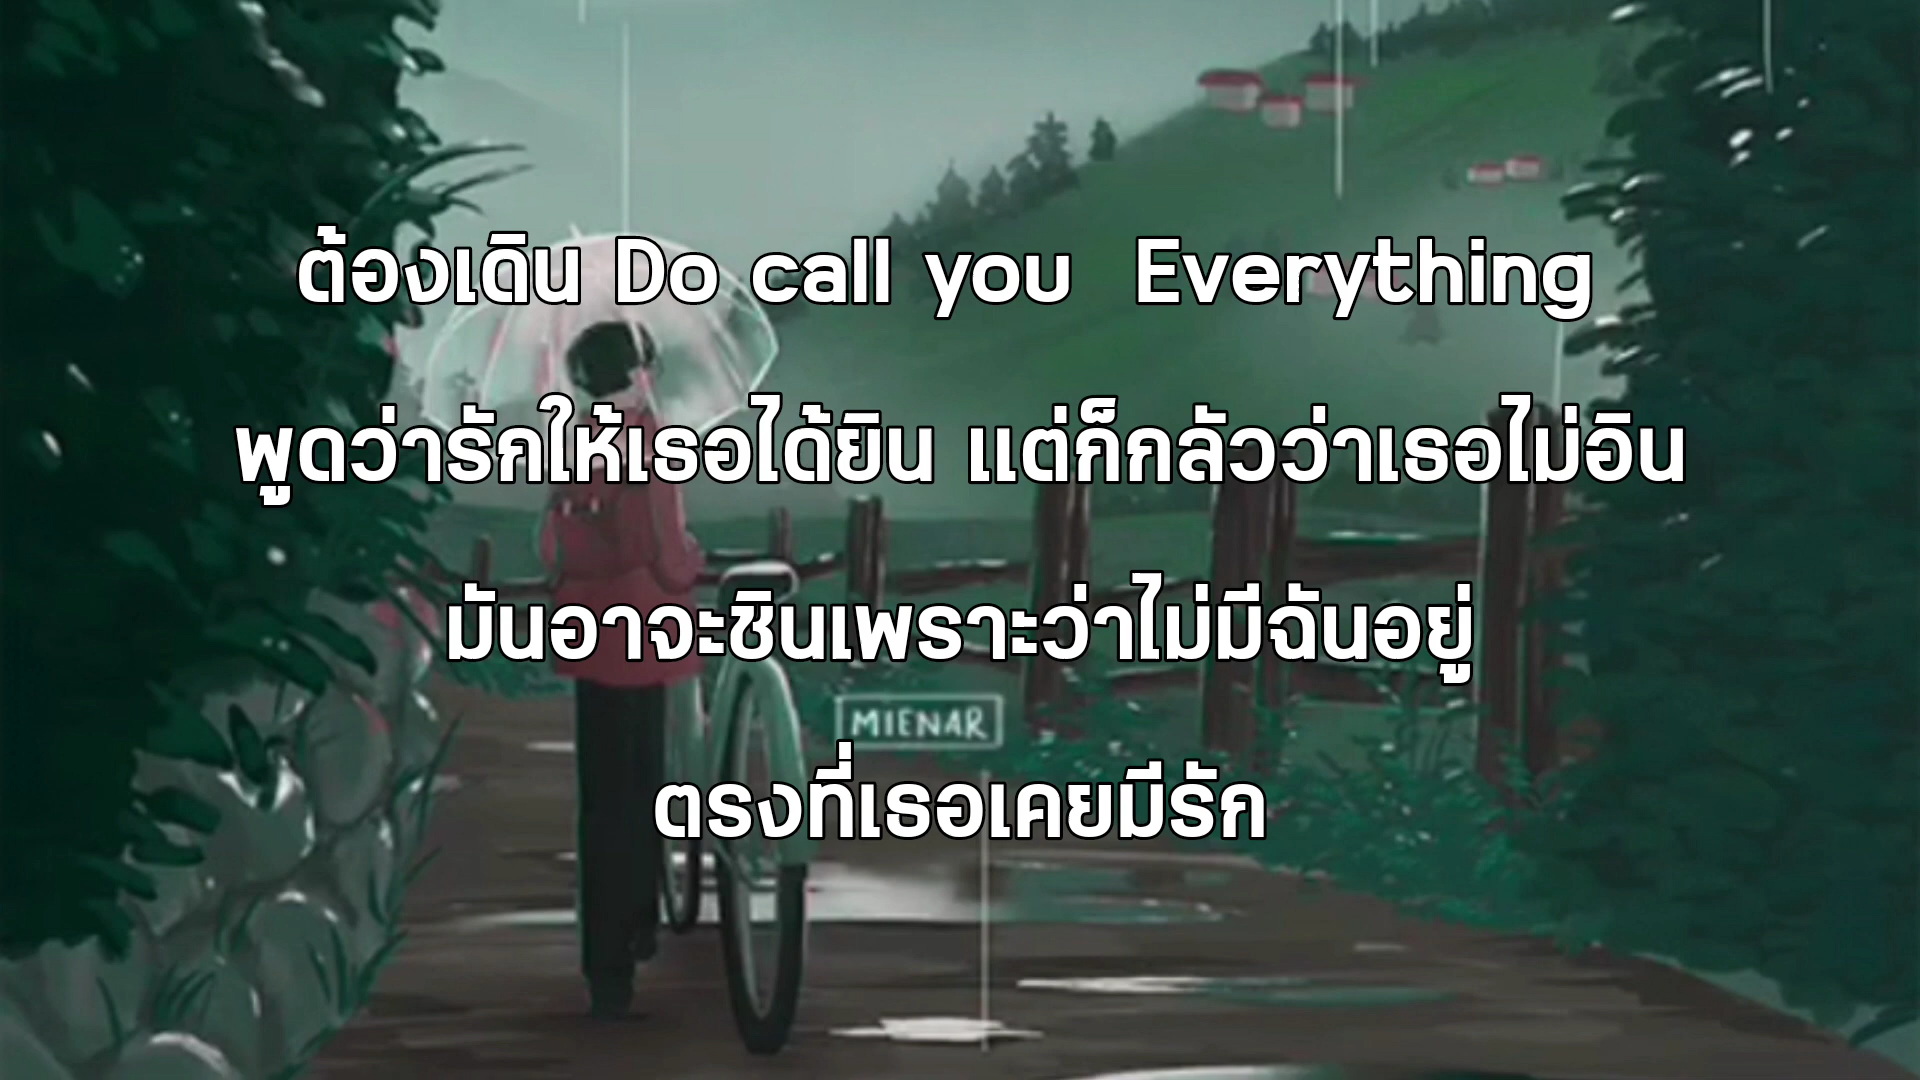 ต้องเดิน Do call you  Everything
พูดว่ารักให้เธอได้ยิน แต่ก็กลัวว่าเธอไม่อิน
มันอาจจะชินเพราะว่าไม่มีฉันอยู่
MIENAR
ตรงที่เธอเคยมีรัก